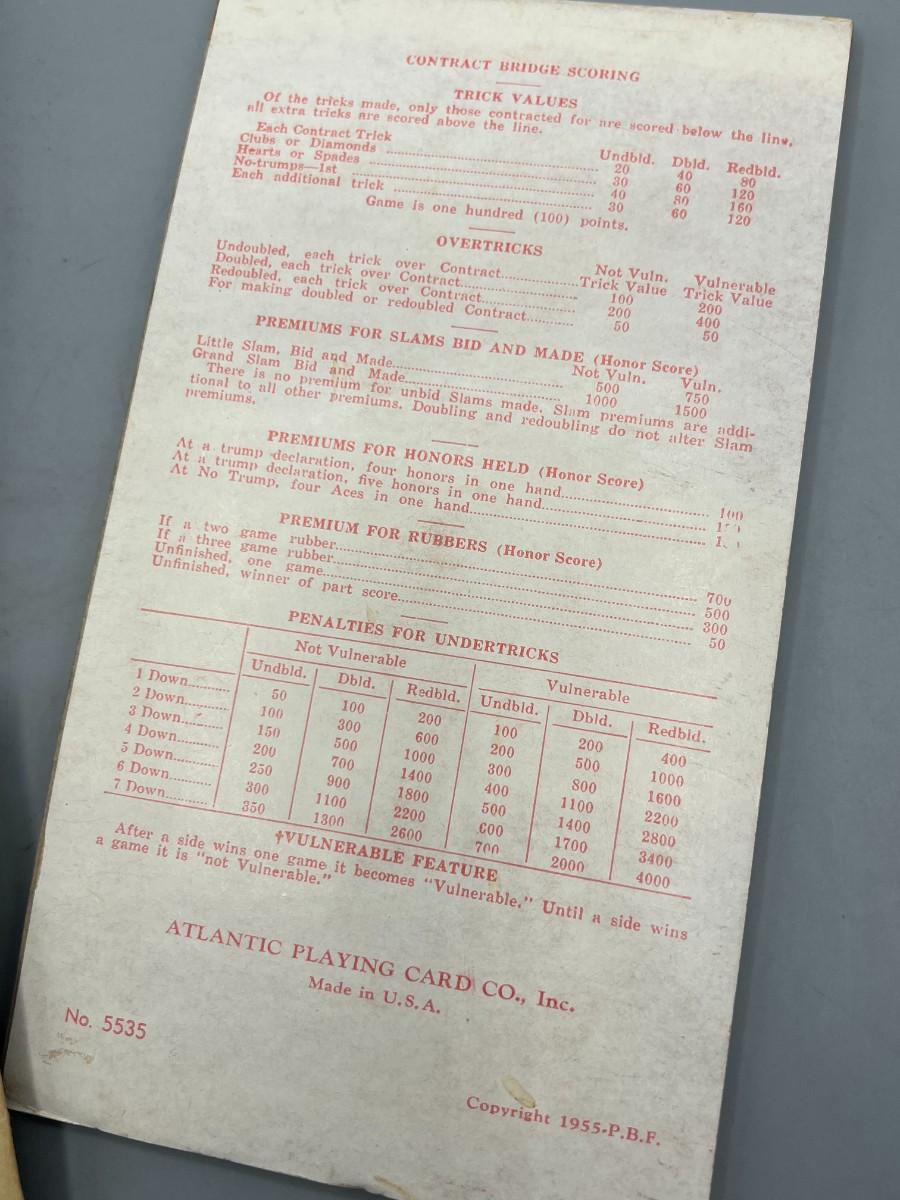 CONTRACT BRIDGE SCORING
TRICK VALUES
Of the tricks made, only those contracted for are scored below the line,
all extra tricks are scored above the line.
Each Contract Trick Undbld. Dbld. Redbld.
Clubs or Diamonds 20 40 80
Hearts or Spades 30 60 120
No-trumps—1st 40 80 160
Each additional trick 30 60 120
Game is one hundred (100) points.
OVERTRICKS
Not Vuln. Vulnerable
Undoubled, each trick over Contract Trick Value Trick Value
Doubled, each trick over Contract 100 200
Redoubled, each trick over Contract 200 400
For making doubled or redoubled Contract 50 50
PREMIUMS FOR SLAMS BID AND MADE (Honor Score)
Not Vuln. Vuln.
Little Slam, Bid and Made 500 750
Grand Slam Bid and Made 1000 1500
There is no premium for unbid Slams made. Slam premiums are addi-
tional to all other premiums. Doubling and redoubling do not alter Slam
premiums.
PREMIUMS FOR HONORS HELD (Honor Score)
At a trump declaration, four honors in one hand 100
At a trump declaration, five honors in one hand
At No Trump, four Aces in one hand
PREMIUM FOR RUBBERS (Honor Score)
If a two game rubber 700
If a three game rubber 500
Unfinished, one game 300
Unfinished, winner of part score 50
PENALTIES FOR UNDERTRICKS
Not Vulnerable Vulnerable
Undbld. Dbld. Redbld. Undbld. Dbld. Redbld.
1 Down 50 100 200 100 200 400
2 Down 100 300 600 200 500 1000
3 Down 150 500 1000 300 800 1600
4 Down 200 700 1400 400 1100 2200
5 Down 250 900 1800 500 1400 2800
6 Down 300 1100 2200 600 1700 3400
7 Down 350 1300 2600 700 2000 4000
†VULNERABLE FEATURE
After a side wins one game it becomes "Vulnerable." Until a side wins
a game it is "not Vulnerable."
ATLANTIC PLAYING CARD CO., Inc.
Made in U.S.A.
No. 5535
Copyright 1955-P.B.F.